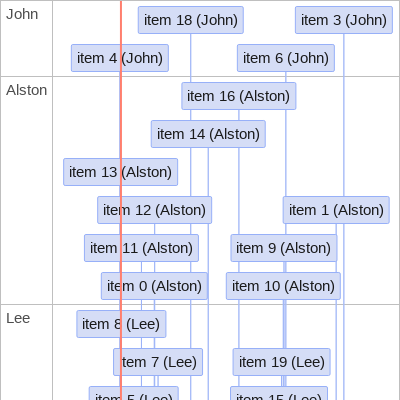 John
item 18 (John)
item 3 (John)
item 4 (John)
item 6 (John)
Alston
item 16 (Alston)
item 14 (Alston)
item 13 (Alston)
item 12 (Alston)
item 1 (Alston)
item 11 (Alston)
item 9 (Alston)
item 0 (Alston)
item 10 (Alston)
Lee
item 8 (Lee)
item 7 (Lee)
item 19 (Lee)
item 5 (Lee)
item 15 (Lee)